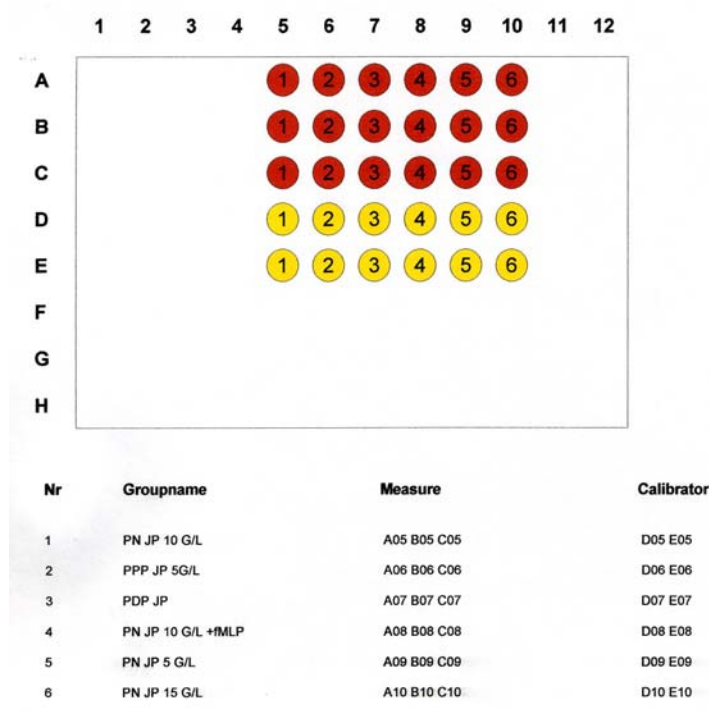 1 2 3 4 5 6 7 8 9 10 11 12
A 1 2 3 4 5 6
B 1 2 3 4 5 6
C 1 2 3 4 5 6
D 1 2 3 4 5 6
E 1 2 3 4 5 6
F
G
H
Nr Groupname Measure Calibrator
1 PN JP 10 G/L A05 B05 C05 D05 E05
2 PPP JP 5G/L A06 B06 C06 D06 E06
3 PDP JP A07 B07 C07 D07 E07
4 PN JP 10 G/L +fMLP A08 B08 C08 D08 E08
5 PN JP 5 G/L A09 B09 C09 D09 E09
6 PN JP 15 G/L A10 B10 C10 D10 E10